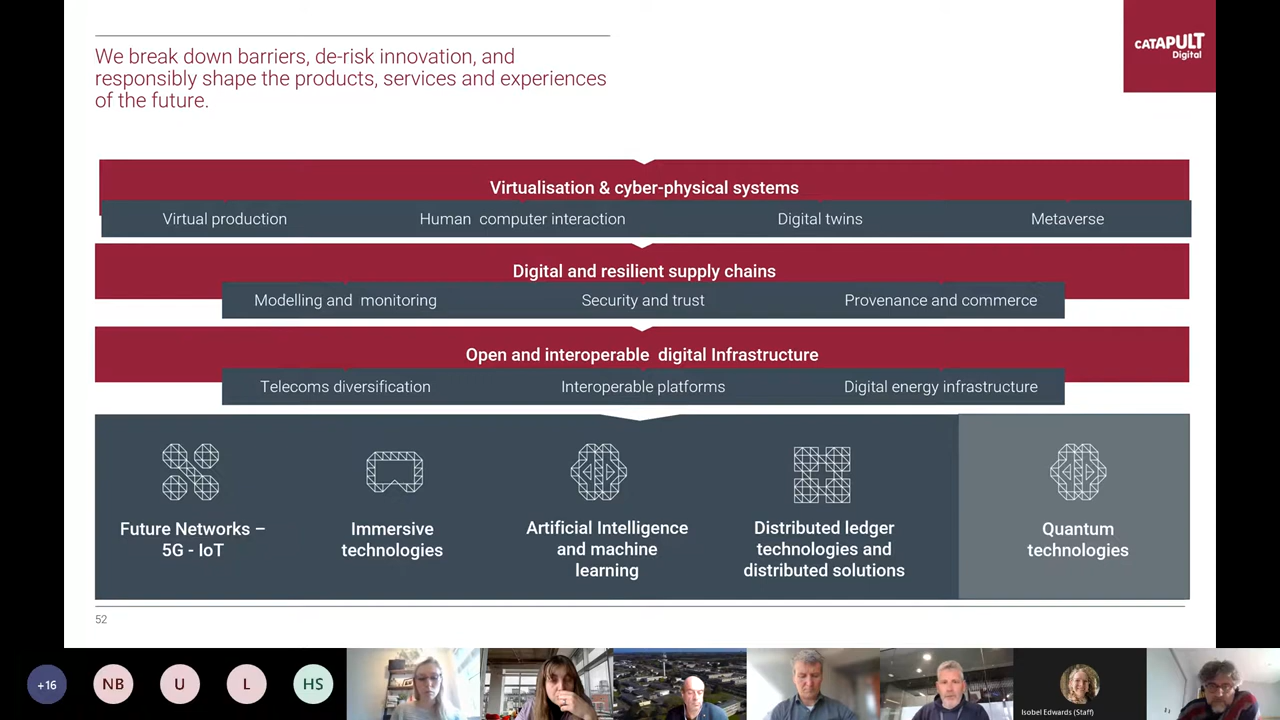 We break down barriers, de-risk innovation, and
responsibly shape the products, services and experiences
of the future.
CATAPULT
Digital
Virtualisation & cyber-physical systems
Virtual production Human computer interaction Digital twins Metaverse
Digital and resilient supply chains
Modelling and monitoring Security and trust Provenance and commerce
Open and interoperable digital Infrastructure
Telecoms diversification Interoperable platforms Digital energy infrastructure
Future Networks –
5G - IoT
Immersive
technologies
Artificial Intelligence
and machine
learning
Distributed ledger
technologies and
distributed solutions
Quantum
technologies
52
+16
NB
U
L
HS
Isobel Edwards (Staff)